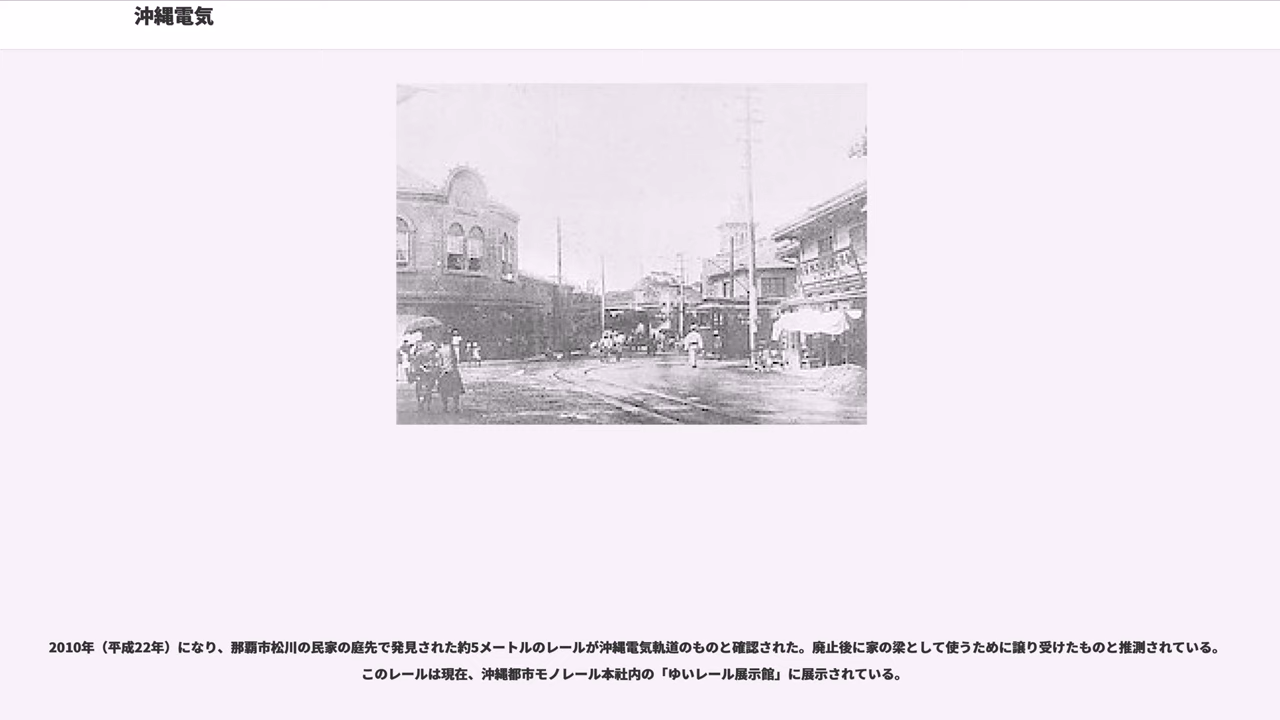 沖縄電気
2010年（平成22年）になり、那覇市松川の民家の庭先で発見された約5メートルのレールが沖縄電気軌道のものと確認された。廃止後に家の梁として使うために譲り受けたものと推測されている。
このレールは現在、沖縄都市モノレール本社内の「ゆいレール展示館」に展示されている。